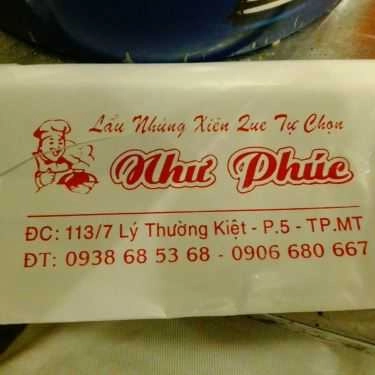 Lẩu Nhúng Xiên Que Tự Chọn
Như Phúc
ĐC: 113/7 Lý Thường Kiệt - P.5 - TP.MT
ĐT: 0938 68 53 68 - 0906 680 667